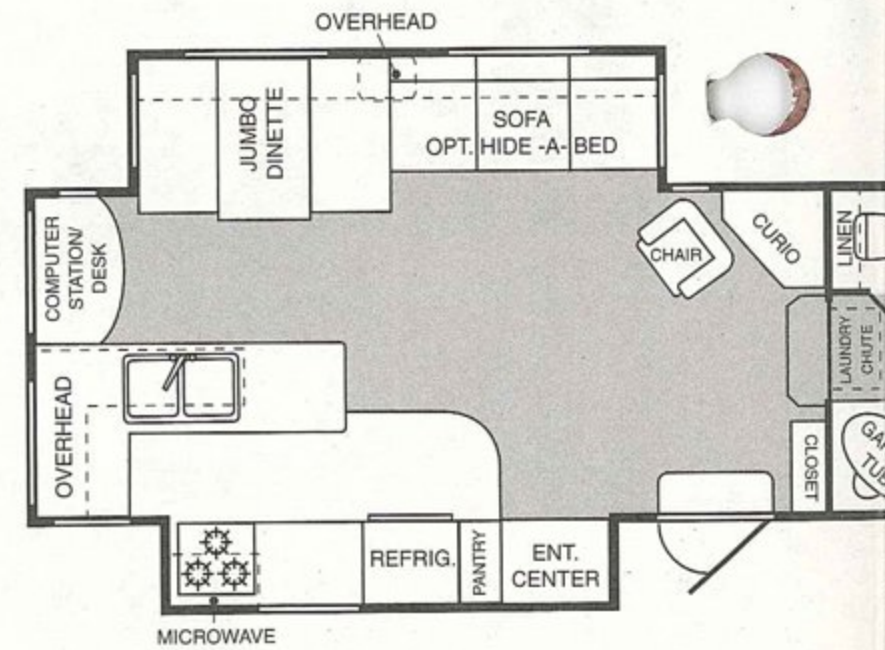 OVERHEAD
JUMBO
DINETTE
SOFA
OPT. HIDE -A- BED
COMPUTER
STATION/
DESK
CHAIR
CURIO
LINEN
LAUNDRY
CHUTE
OVERHEAD
CLOSET
REFRIG.
PANTRY
ENT.
CENTER
MICROWAVE